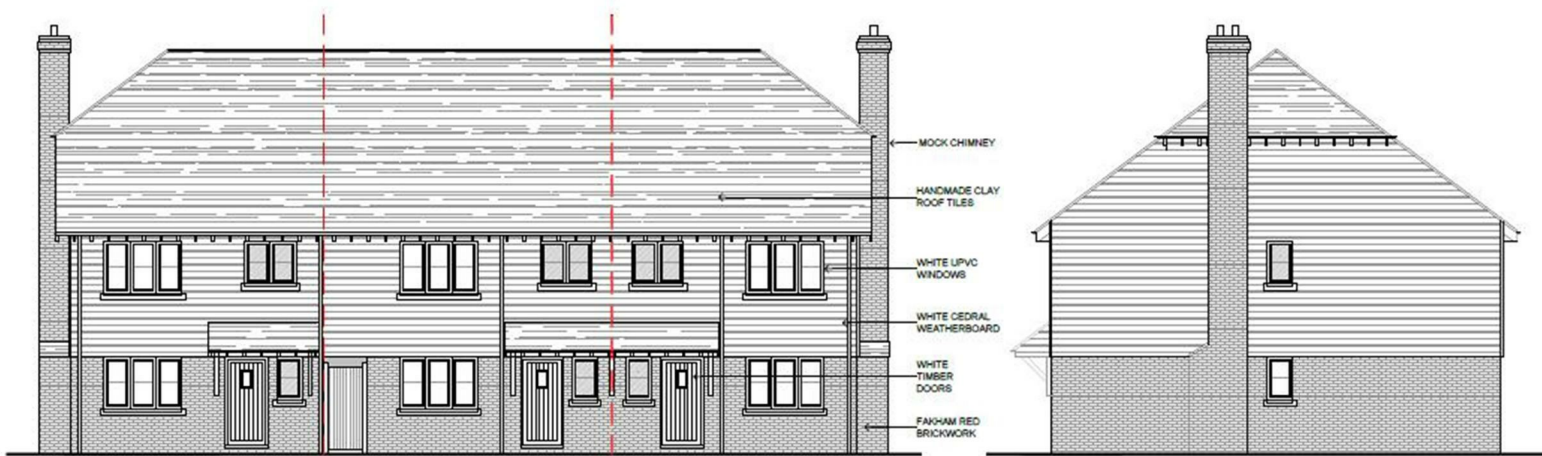 MOCK CHIMNEY
HANDMADE CLAY
ROOF TILES
WHITE UPVC
WINDOWS
WHITE CEDRAL
WEATHERBOARD
WHITE
TIMBER
DOORS
FAKHAM RED
BRICKWORK